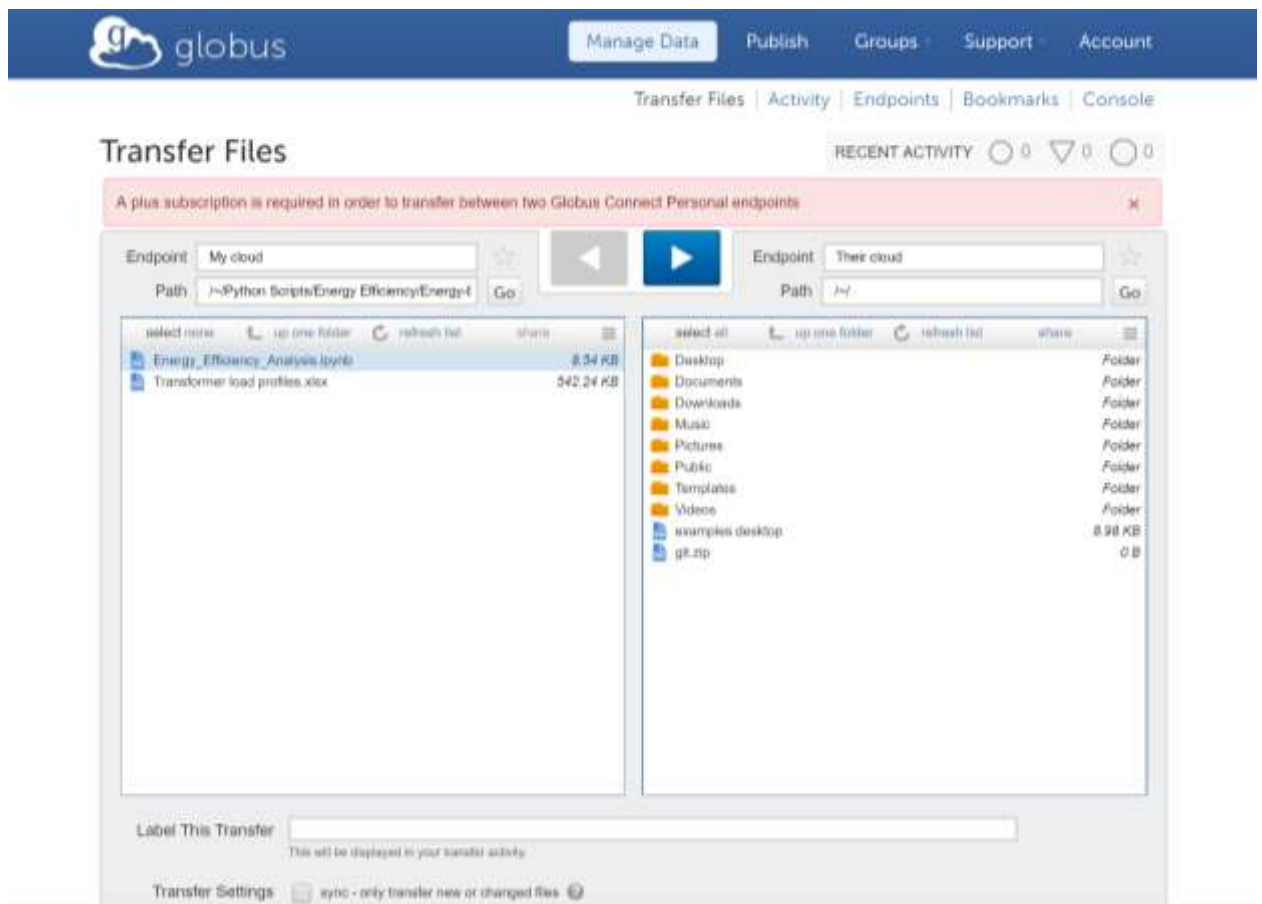 globus
Manage Data Publish Groups Support Account
Transfer Files Activity Endpoints Bookmarks Console
Transfer Files
RECENT ACTIVITY 0 0 0
A plus subscription is required in order to transfer between two Globus Connect Personal endpoints ×
Endpoint My cloud
Path /~/Python Scripts/Energy Efficiency/Energy-E Go
Endpoint Their cloud
Path /~/ Go
select none up one folder refresh list share
Energy_Efficiency_Analysis.ipynb 8.54 KB
Transformer load profiles.xlsx 542.24 KB
select all up one folder refresh list share
Desktop Folder
Documents Folder
Downloads Folder
Music Folder
Pictures Folder
Public Folder
Templates Folder
Videos Folder
examples.desktop 8.98 KB
git.zip 0 B
Label This Transfer
This will be displayed in your transfer activity.
Transfer Settings sync - only transfer new or changed files